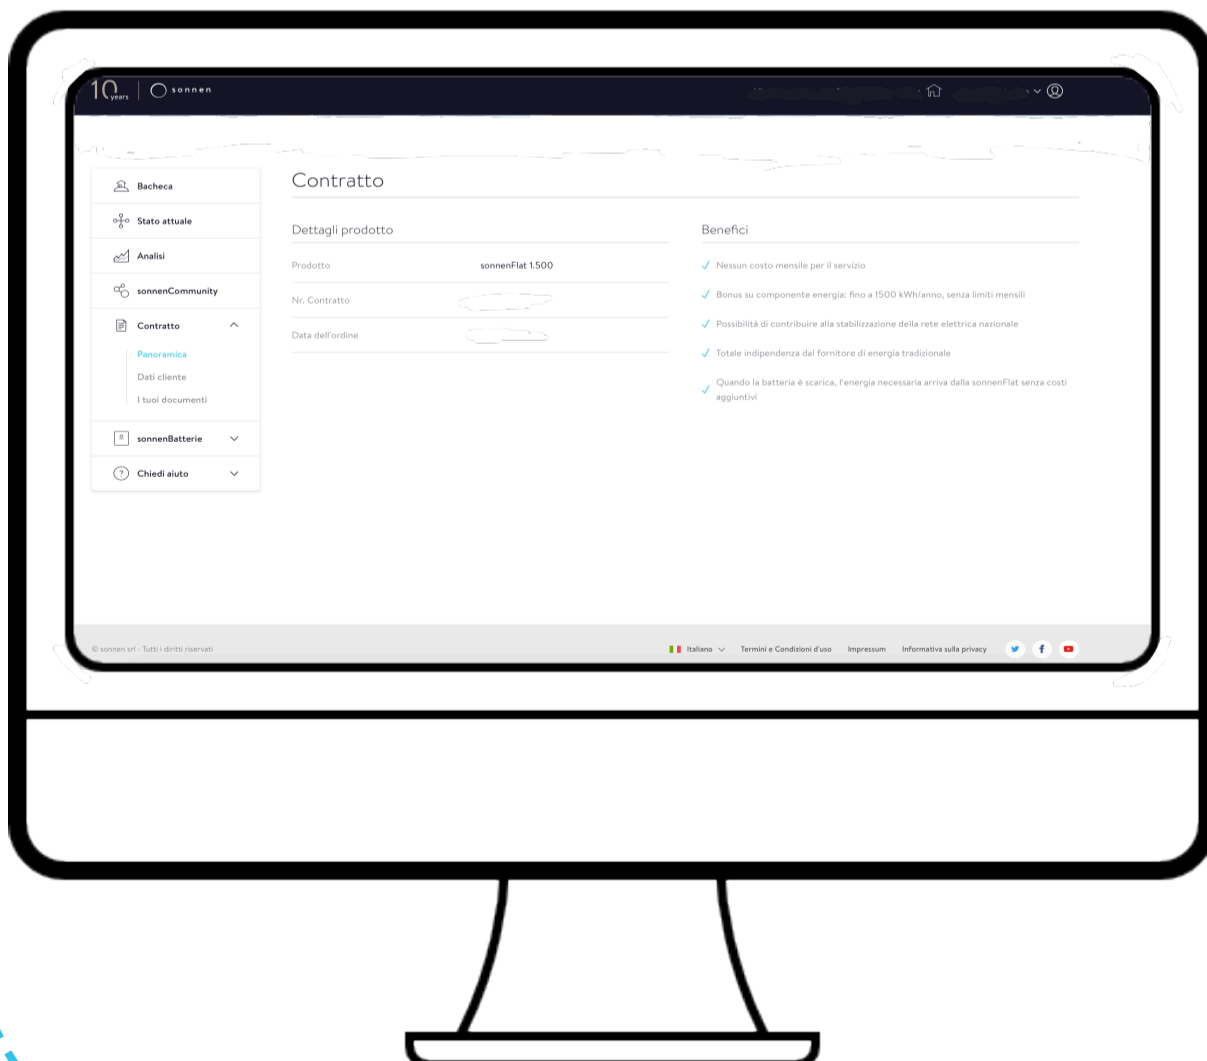 10 years
sonnen
Bacheca
Stato attuale
Analisi
sonnenCommunity
Contratto
Panoramica
Dati cliente
I tuoi documenti
sonnenBatterie
Chiedi aiuto
Contratto
Dettagli prodotto
Prodotto sonnenFlat 1.500
Nr. Contratto
Data dell'ordine
Benefici
Nessun costo mensile per il servizio
Bonus su componente energia: fino a 1500 kWh/anno, senza limiti mensili
Possibilità di contribuire alla stabilizzazione della rete elettrica nazionale
Totale indipendenza dal fornitore di energia tradizionale
Quando la batteria è scarica, l'energia necessaria arriva dalla sonnenFlat senza costi
aggiuntivi
© sonnen srl - Tutti i diritti riservati
Italiano Termini e Condizioni d'uso Impressum Informativa sulla privacy